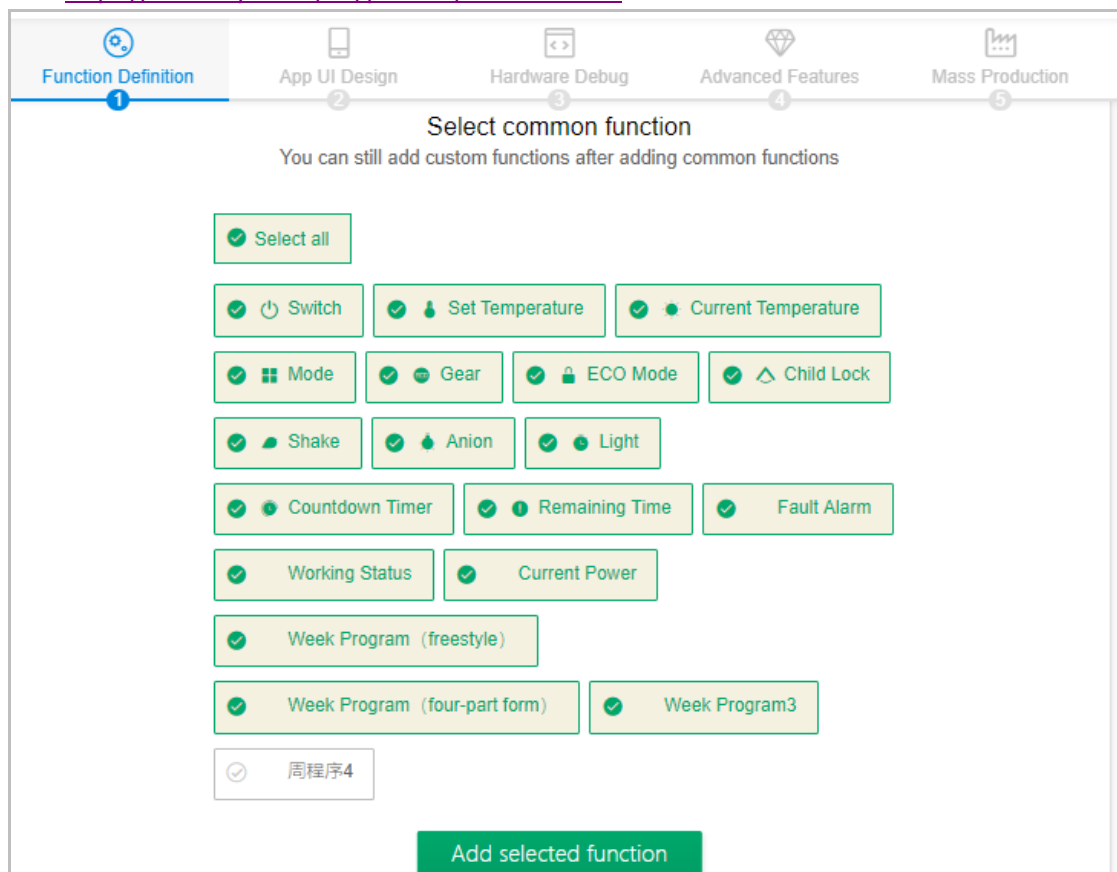 Function Definition App UI Design Hardware Debug Advanced Features Mass Production
1 2 3 4 5
Select common function
You can still add custom functions after adding common functions
Select all
Switch Set Temperature Current Temperature
Mode Gear ECO Mode Child Lock
Shake Anion Light
Countdown Timer Remaining Time Fault Alarm
Working Status Current Power
Week Program（freestyle）
Week Program（four-part form） Week Program3
周程序4
Add selected function